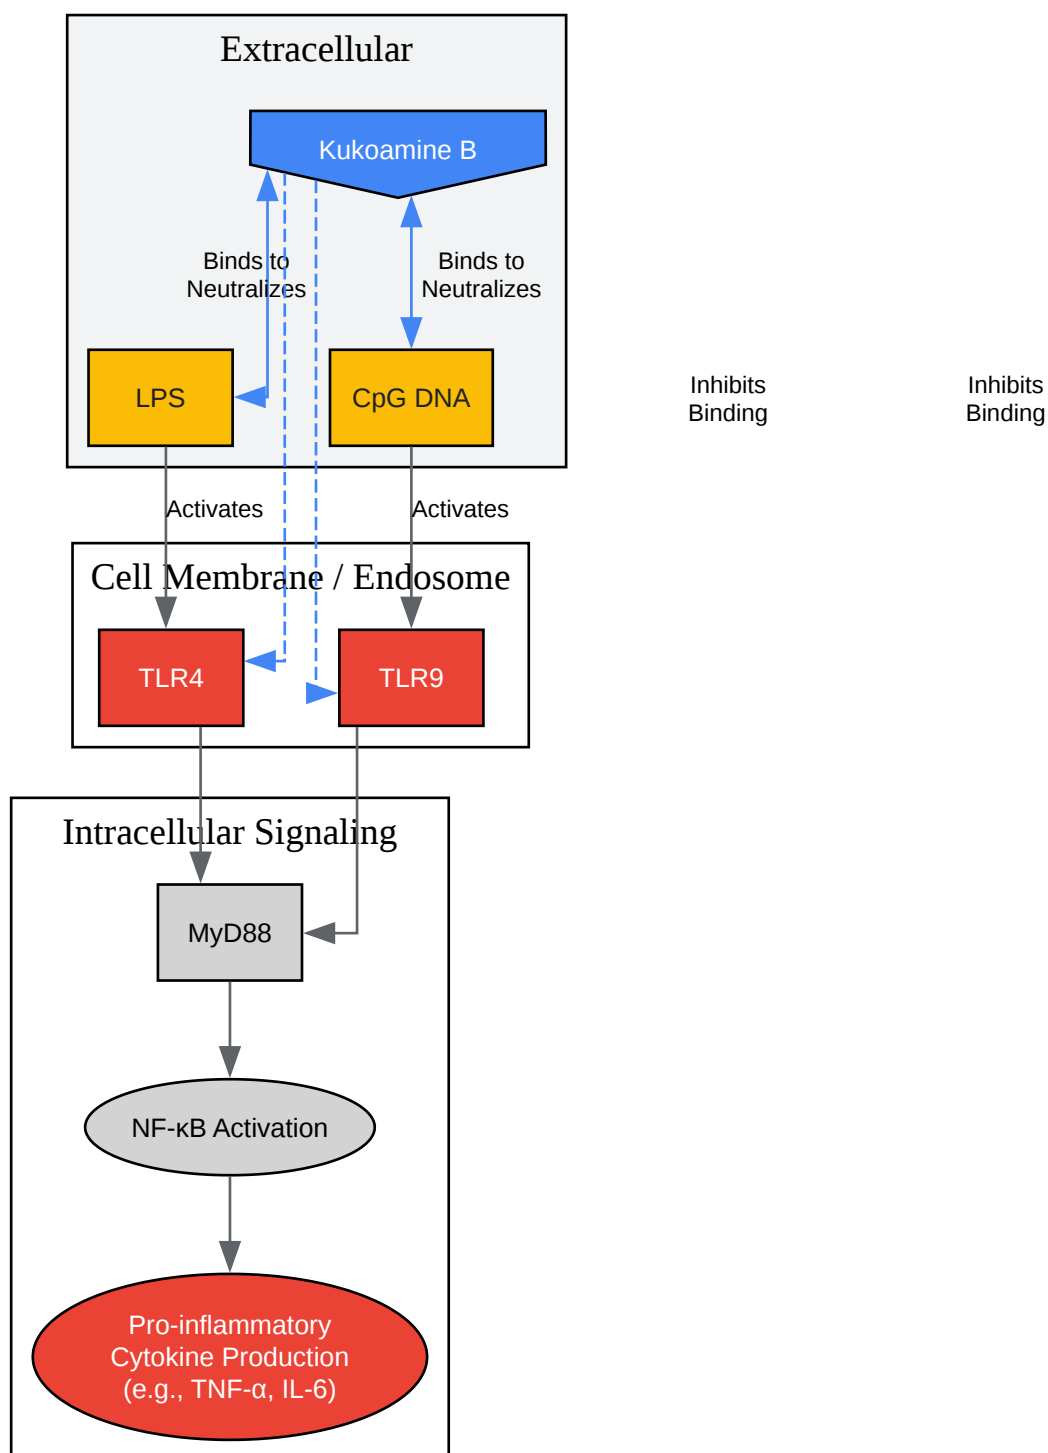 Extracellular
Kukoamine B
Binds to
Neutralizes
Binds to
Neutralizes
LPS
CpG DNA
Inhibits
Binding
Inhibits
Binding
Activates
Activates
Cell Membrane / Endosome
TLR4
TLR9
Intracellular Signaling
MyD88
NF-κB Activation
Pro-inflammatory
Cytokine Production
(e.g., TNF-α, IL-6)